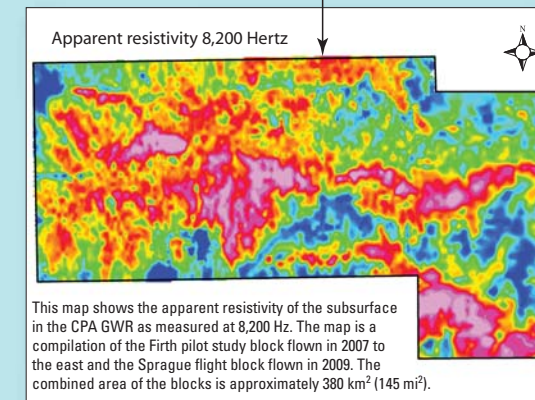 N
Apparent resistivity 8,200 Hertz
This map shows the apparent resistivity of the subsurface
in the CPA GWR as measured at 8,200 Hz. The map is a
compilation of the Firth pilot study block flown in 2007 to
the east and the Sprague flight block flown in 2009. The
combined area of the blocks is approximately 380 km² (145 mi²).